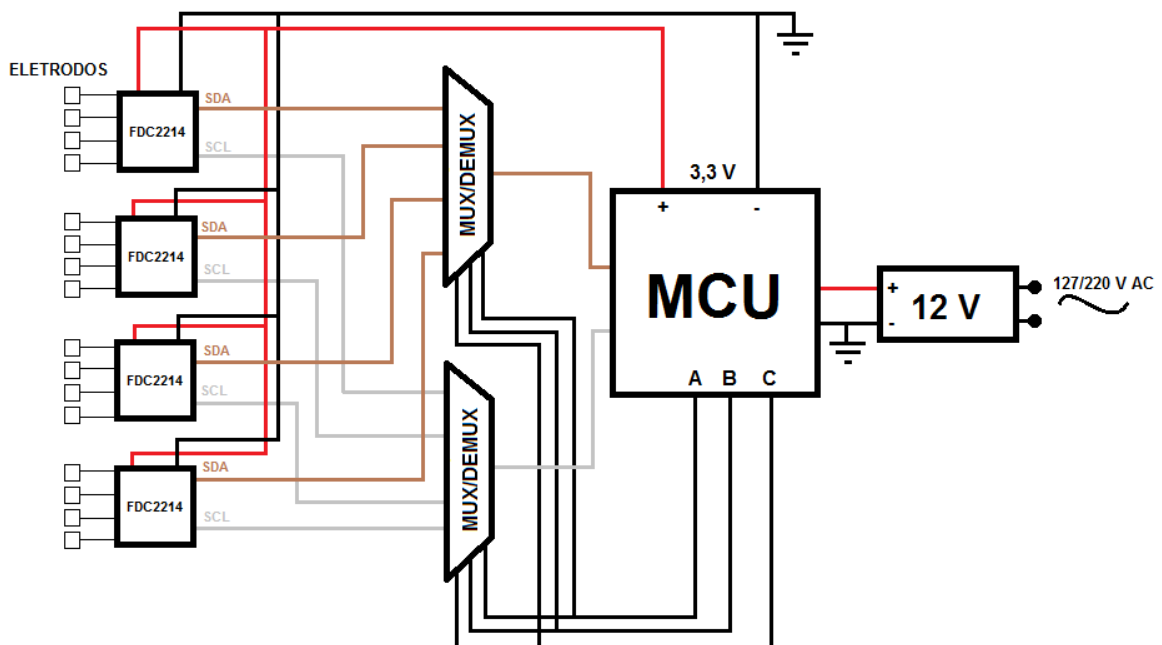 ELETRODOS
FDC2214
SDA
SCL
FDC2214
SDA
SCL
FDC2214
SDA
SCL
FDC2214
SDA
SCL
MUX/DEMUX
MUX/DEMUX
3,3 V
+ -
MCU
A B C
+
12 V
-
127/220 V AC